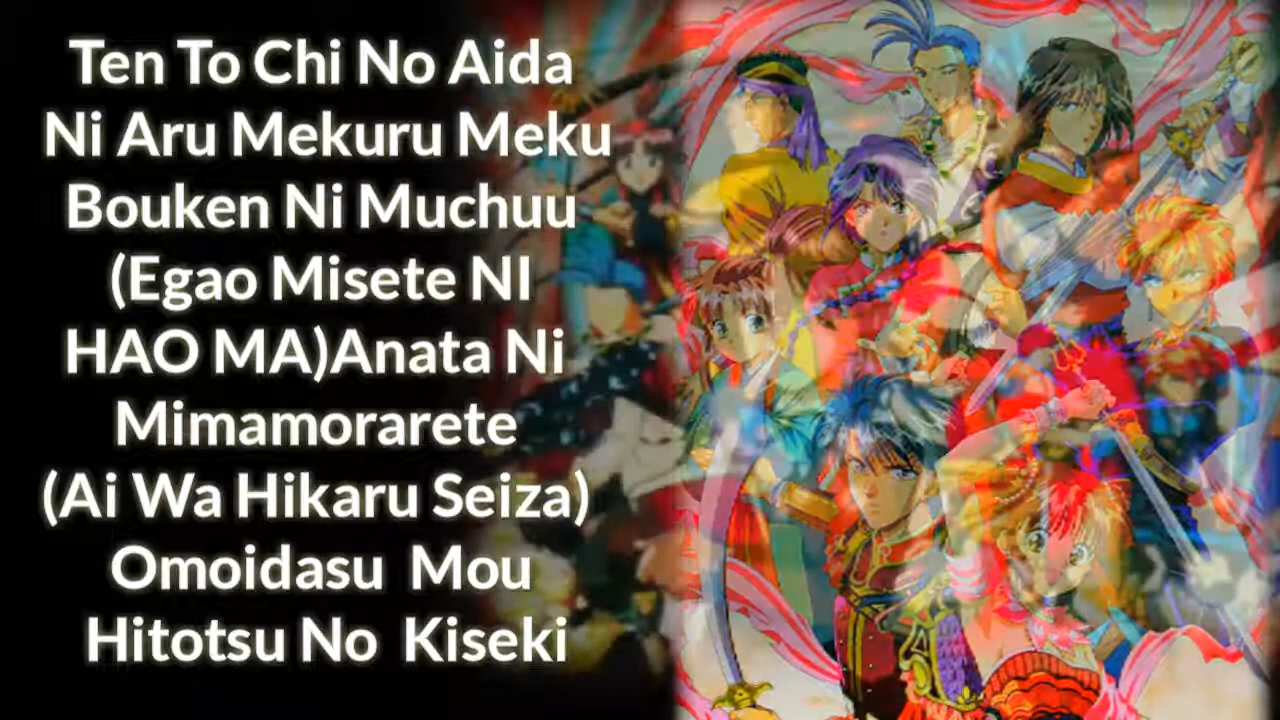 Ten To Chi No Aida
Ni Aru Mekuru Meku
Bouken Ni Muchuu
(Egao Misete NI
HAO MA)Anata Ni
Mimamorarete
(Ai Wa Hikaru Seiza)
Omoidasu Mou
Hitotsu No Kiseki